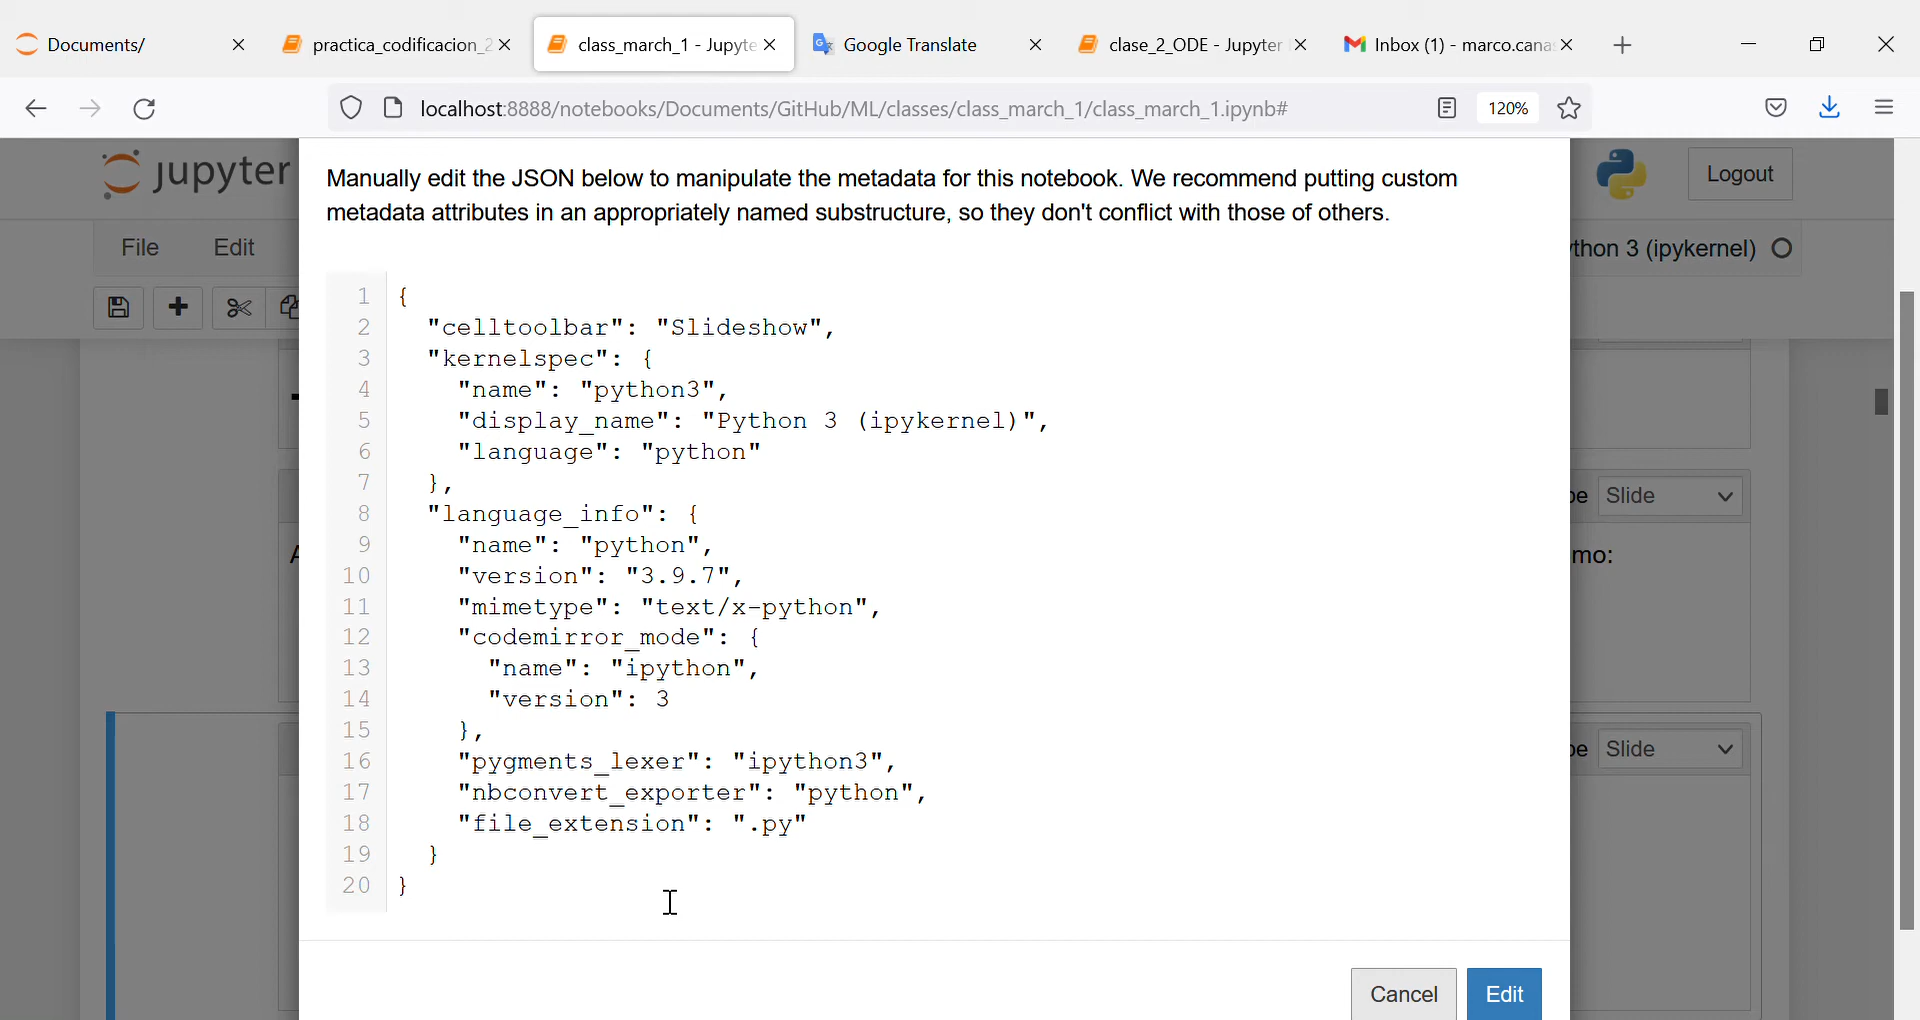 Documents/
practica_codificacion_2
class_march_1 - Jupyte
Google Translate
clase_2_ODE - Jupyter
Inbox (1) - marco.cana
localhost:8888/notebooks/Documents/GitHub/ML/classes/class_march_1/class_march_1.ipynb#
120%
jupyter
Logout
File
Edit
thon 3 (ipykernel)
Manually edit the JSON below to manipulate the metadata for this notebook. We recommend putting custom
metadata attributes in an appropriately named substructure, so they don't conflict with those of others.
1 {
2 "celltoolbar": "Slideshow",
3 "kernelspec": {
4 "name": "python3",
5 "display_name": "Python 3 (ipykernel)",
6 "language": "python"
7 },
8 "language_info": {
9 "name": "python",
10 "version": "3.9.7",
11 "mimetype": "text/x-python",
12 "codemirror_mode": {
13 "name": "ipython",
14 "version": 3
15 },
16 "pygments_lexer": "ipython3",
17 "nbconvert_exporter": "python",
18 "file_extension": ".py"
19 }
20 }
pe Slide
mo:
pe Slide
Cancel
Edit